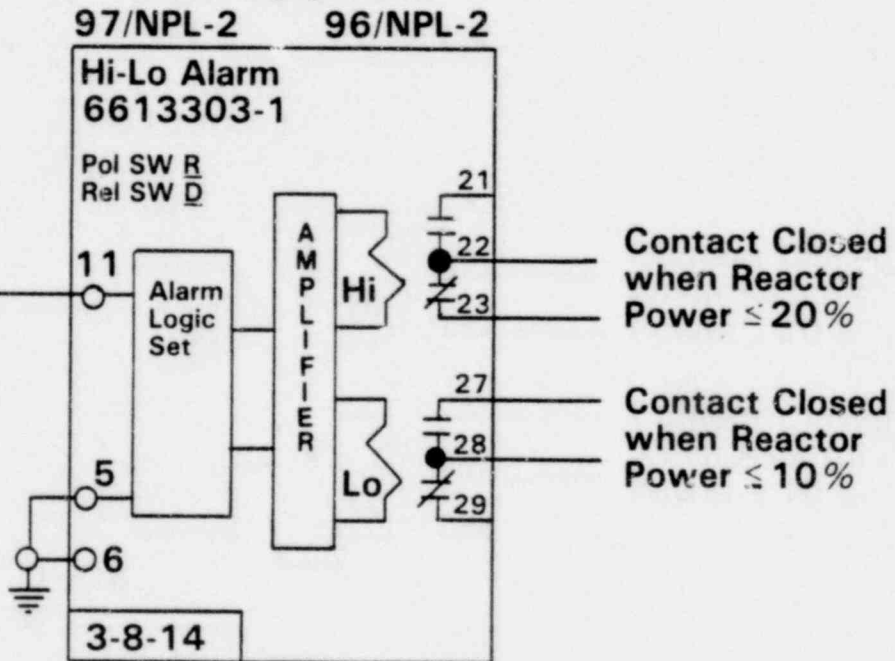 97/NPL-2 96/NPL-2
Hi-Lo Alarm
6613303-1
Pol SW R
Rel SW D
11
Alarm
Logic
Set
5
6
3-8-14
AMPLIFIER
Hi
Lo
21
22
23
27
28
29
Contact Closed
when Reactor
Power ≤ 20%
Contact Closed
when Reactor
Power ≤ 10%